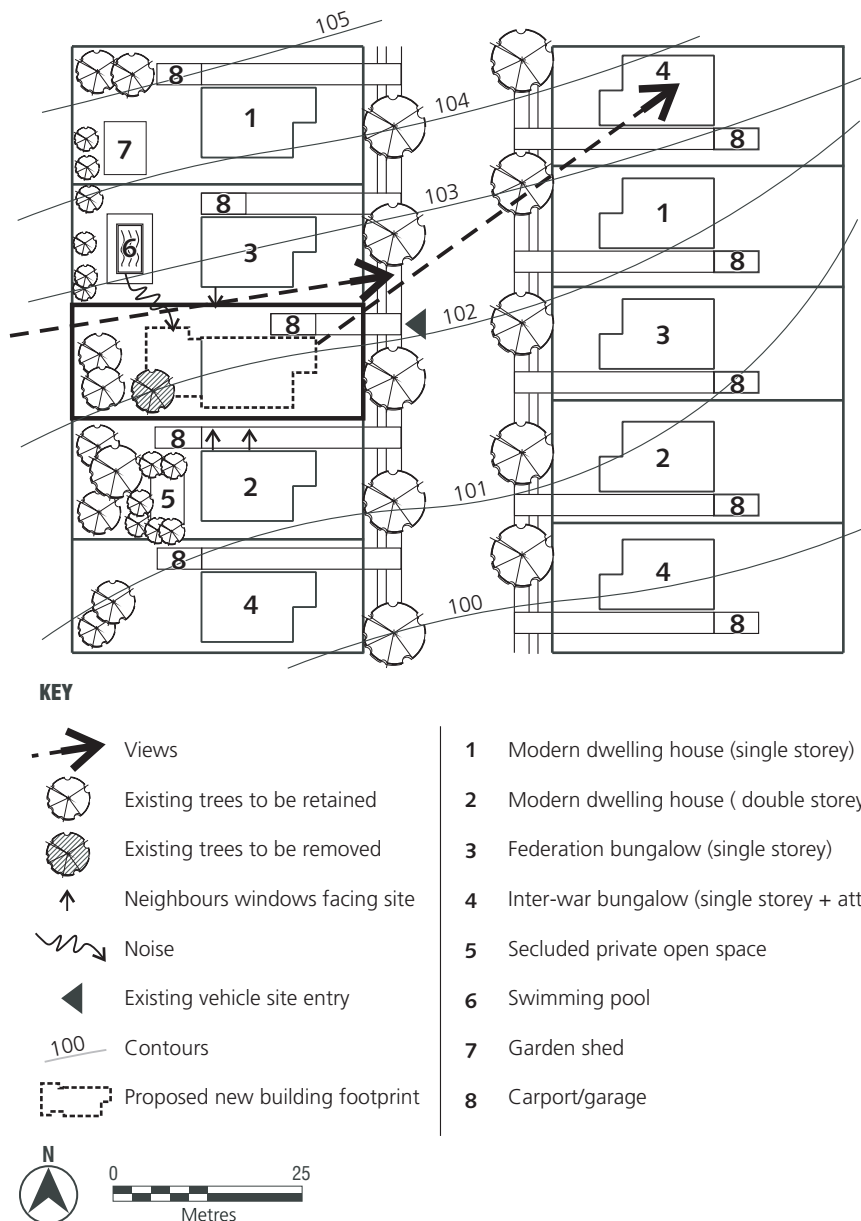 105
8
4
1
104
7
8
8
103
1
6
3
8
8
102
3
8
8
2
101
5
2
8
8
4
4
100
8
KEY
Views
Existing trees to be retained
Existing trees to be removed
Neighbours windows facing site
Noise
Existing vehicle site entry
100 Contours
Proposed new building footprint
1 Modern dwelling house (single storey)
2 Modern dwelling house ( double storey
3 Federation bungalow (single storey)
4 Inter-war bungalow (single storey + att
5 Secluded private open space
6 Swimming pool
7 Garden shed
8 Carport/garage
N
0 25
Metres